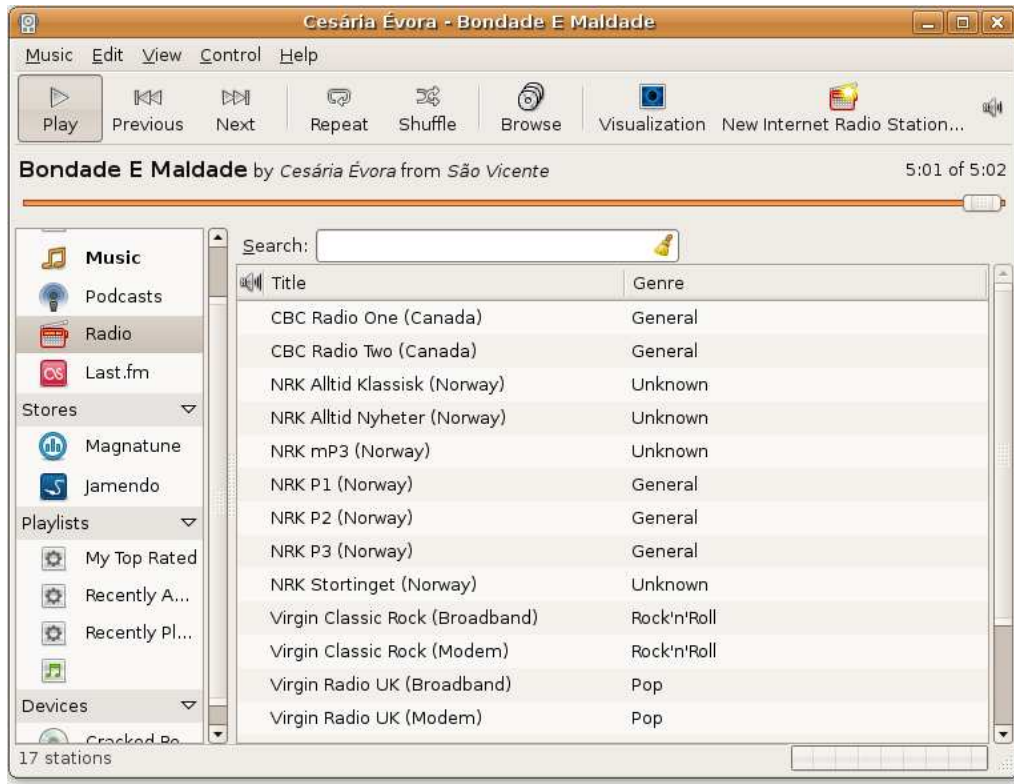 Cesária Évora - Bondade E Maldade
Music Edit View Control Help
Play Previous Next Repeat Shuffle Browse Visualization New Internet Radio Station...
Bondade E Maldade by Cesária Évora from São Vicente 5:01 of 5:02
Search:
Music
Podcasts
Radio
Last.fm
Stores
Magnatune
Jamendo
Playlists
My Top Rated
Recently A...
Recently Pl...
Devices
Title Genre
CBC Radio One (Canada) General
CBC Radio Two (Canada) General
NRK Alltid Klassisk (Norway) Unknown
NRK Alltid Nyheter (Norway) Unknown
NRK mP3 (Norway) Unknown
NRK P1 (Norway) General
NRK P2 (Norway) General
NRK P3 (Norway) General
NRK Stortinget (Norway) Unknown
Virgin Classic Rock (Broadband) Rock'n'Roll
Virgin Classic Rock (Modem) Rock'n'Roll
Virgin Radio UK (Broadband) Pop
Virgin Radio UK (Modem) Pop
17 stations